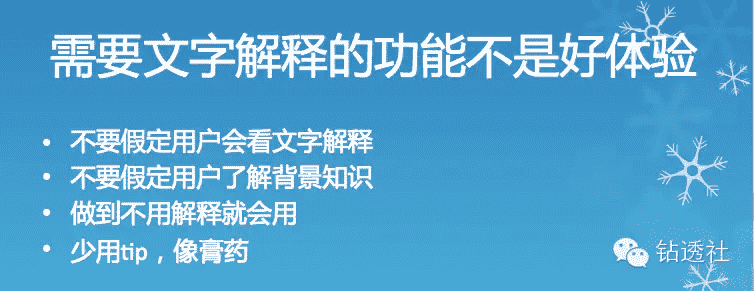 需要文字解释的功能不是好体验
• 不要假定用户会看文字解释
• 不要假定用户了解背景知识
• 做到不用解释就会用
• 少用tip，像膏药
钻透社